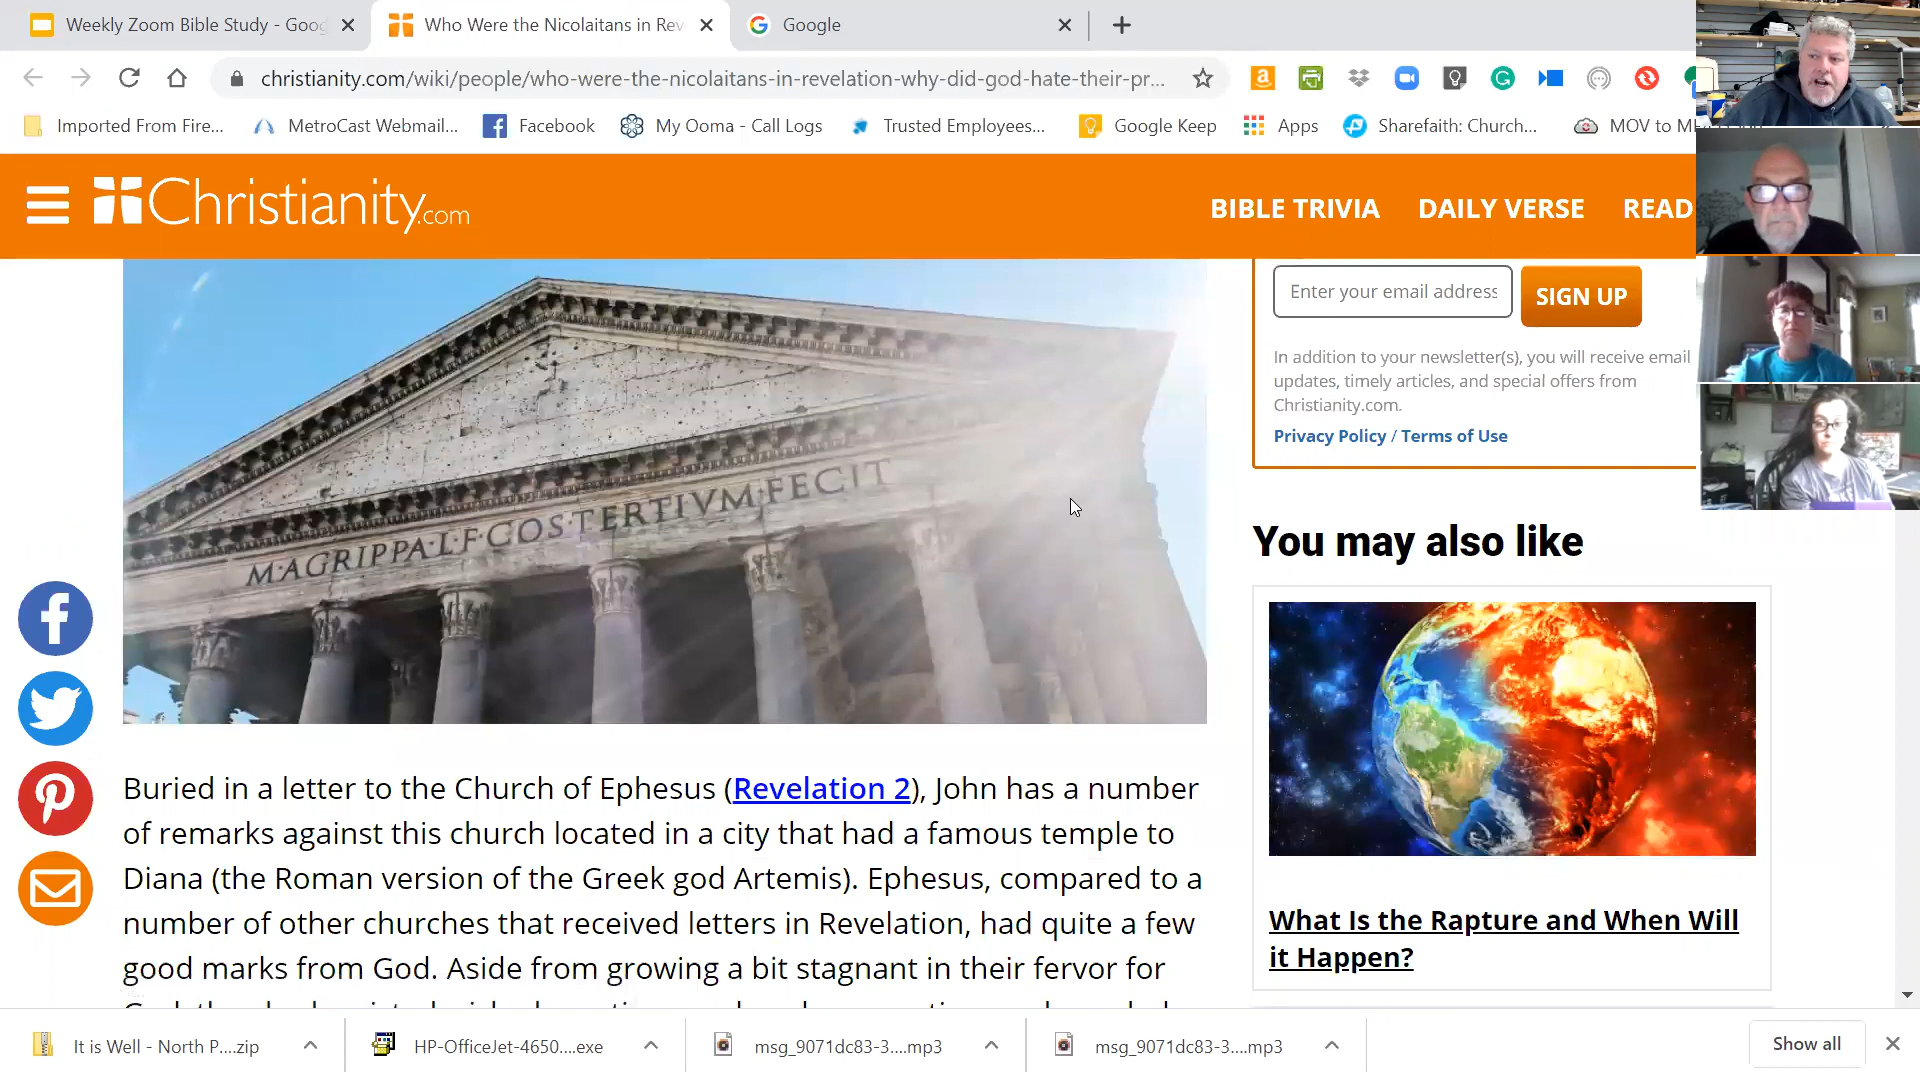 Weekly Zoom Bible Study - Goog
Who Were the Nicolaitans in Rev
Google
christianity.com/wiki/people/who-were-the-nicolaitans-in-revelation-why-did-god-hate-their-pr...
Imported From Fire...
MetroCast Webmail...
Facebook
My Ooma - Call Logs
Trusted Employees...
Google Keep
Apps
Sharefaith: Church...
MOV to
Christianity.com
BIBLE TRIVIA
DAILY VERSE
READ
Enter your email address
SIGN UP
In addition to your newsletter(s), you will receive email
updates, timely articles, and special offers from
Christianity.com.
Privacy Policy / Terms of Use
M·AGRIPPA·L·F·COS·TERTIVM·FECIT
You may also like
What Is the Rapture and When Will
it Happen?
Buried in a letter to the Church of Ephesus (Revelation 2), John has a number
of remarks against this church located in a city that had a famous temple to
Diana (the Roman version of the Greek god Artemis). Ephesus, compared to a
number of other churches that received letters in Revelation, had quite a few
good marks from God. Aside from growing a bit stagnant in their fervor for
It is Well - North P....zip
HP-OfficeJet-4650....exe
msg_9071dc83-3....mp3
msg_9071dc83-3....mp3
Show all